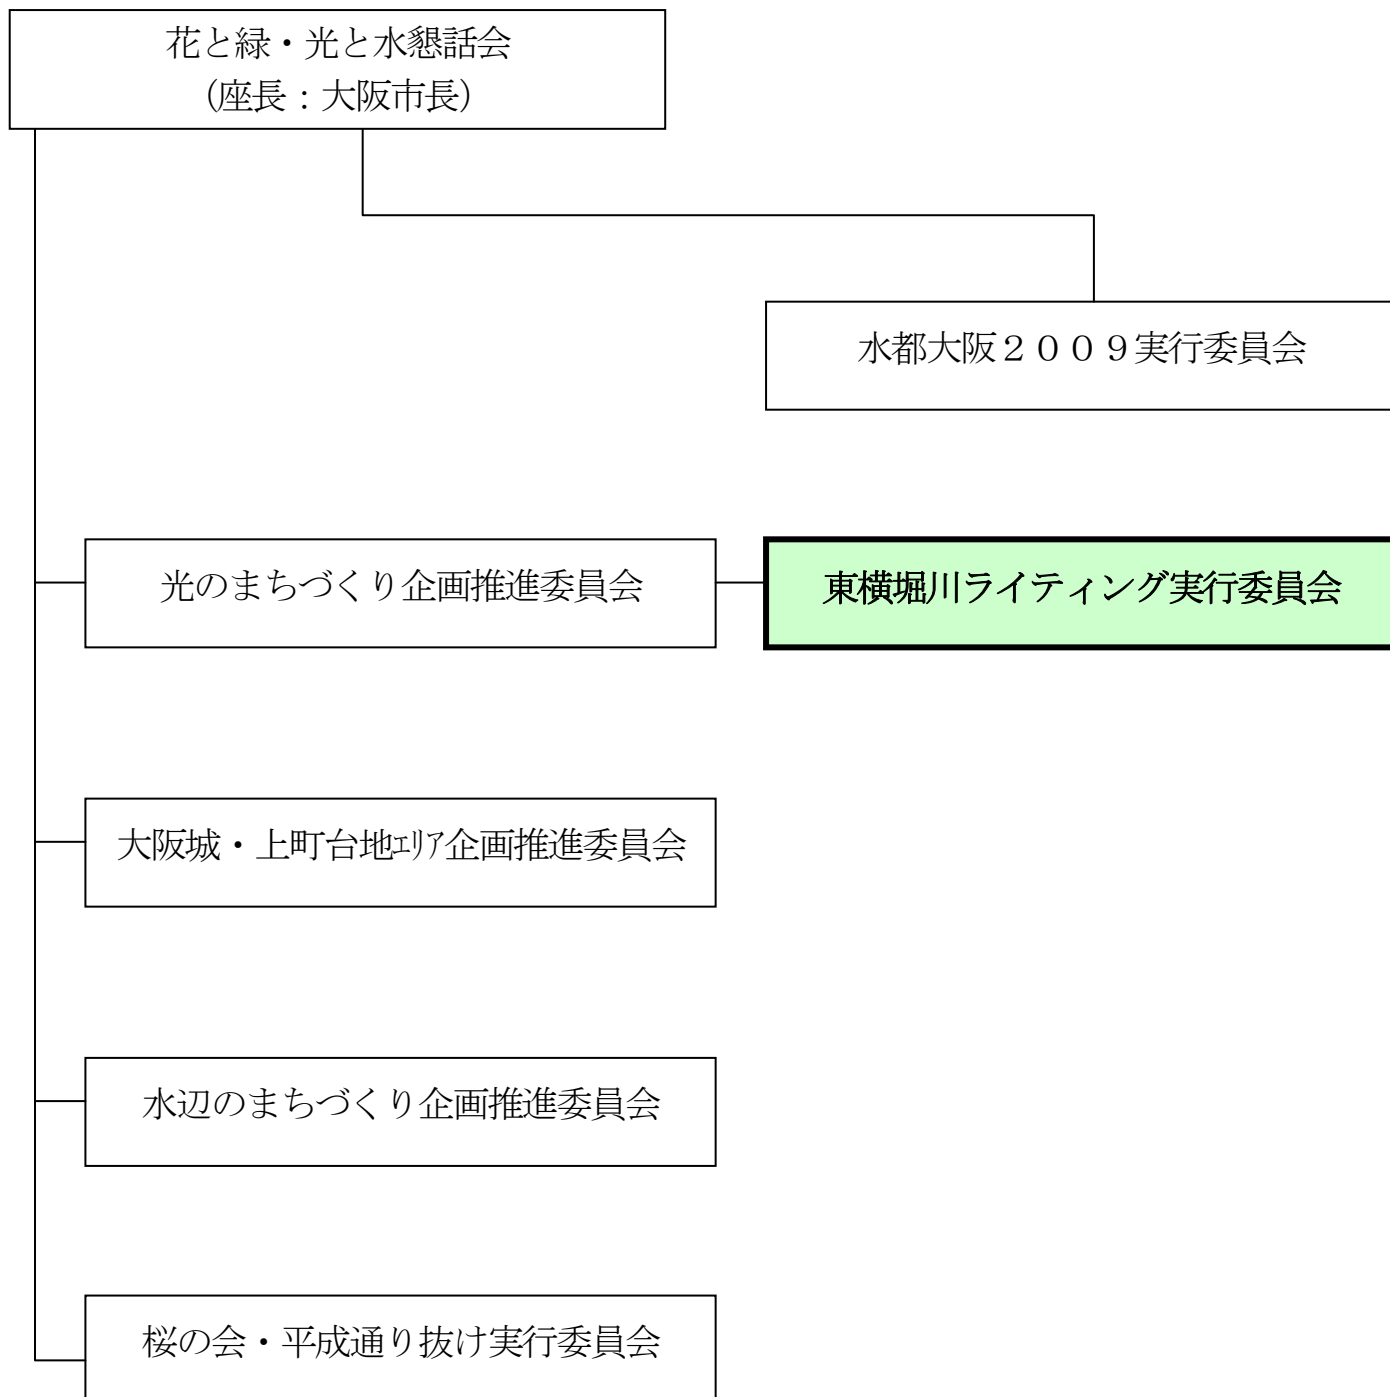 花と緑・光と水懇話会
（座長：大阪市長）
水都大阪２００９実行委員会
光のまちづくり企画推進委員会
東横堀川ライティング実行委員会
大阪城・上町台地ｴﾘｱ企画推進委員会
水辺のまちづくり企画推進委員会
桜の会・平成通り抜け実行委員会